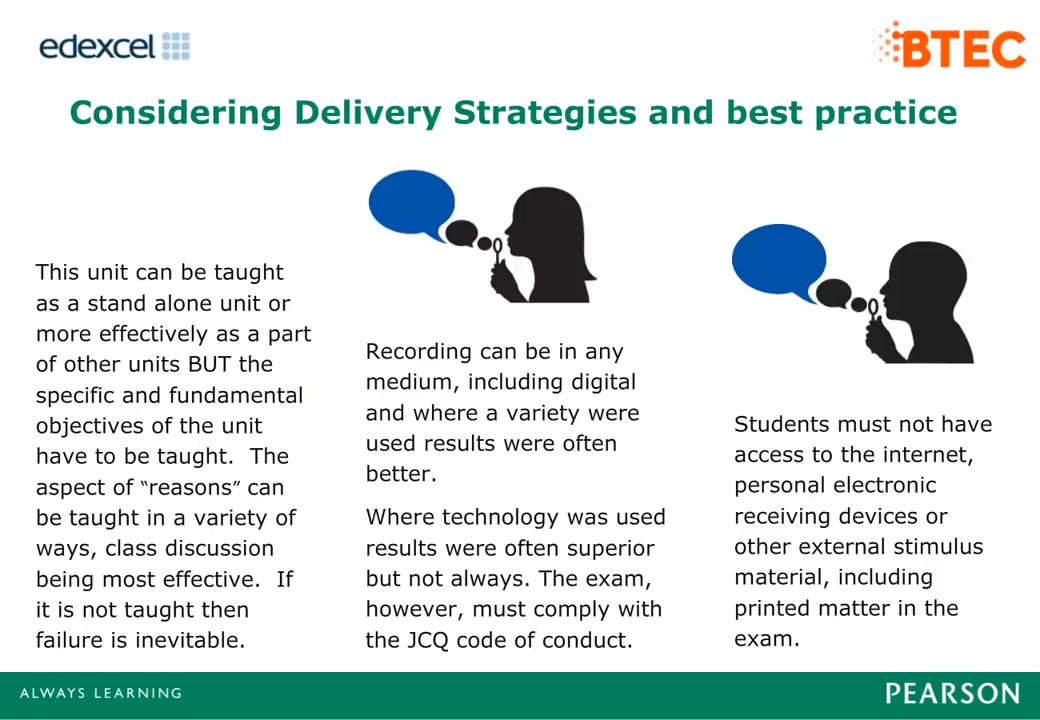 edexcel
BTEC
Considering Delivery Strategies and best practice
This unit can be taught
as a stand alone unit or
more effectively as a part
of other units BUT the
specific and fundamental
objectives of the unit
have to be taught.  The
aspect of “reasons” can
be taught in a variety of
ways, class discussion
being most effective.  If
it is not taught then
failure is inevitable.
Recording can be in any
medium, including digital
and where a variety were
used results were often
better.
Where technology was used
results were often superior
but not always. The exam,
however, must comply with
the JCQ code of conduct.
Students must not have
access to the internet,
personal electronic
receiving devices or
other external stimulus
material, including
printed matter in the
exam.
ALWAYS LEARNING
PEARSON